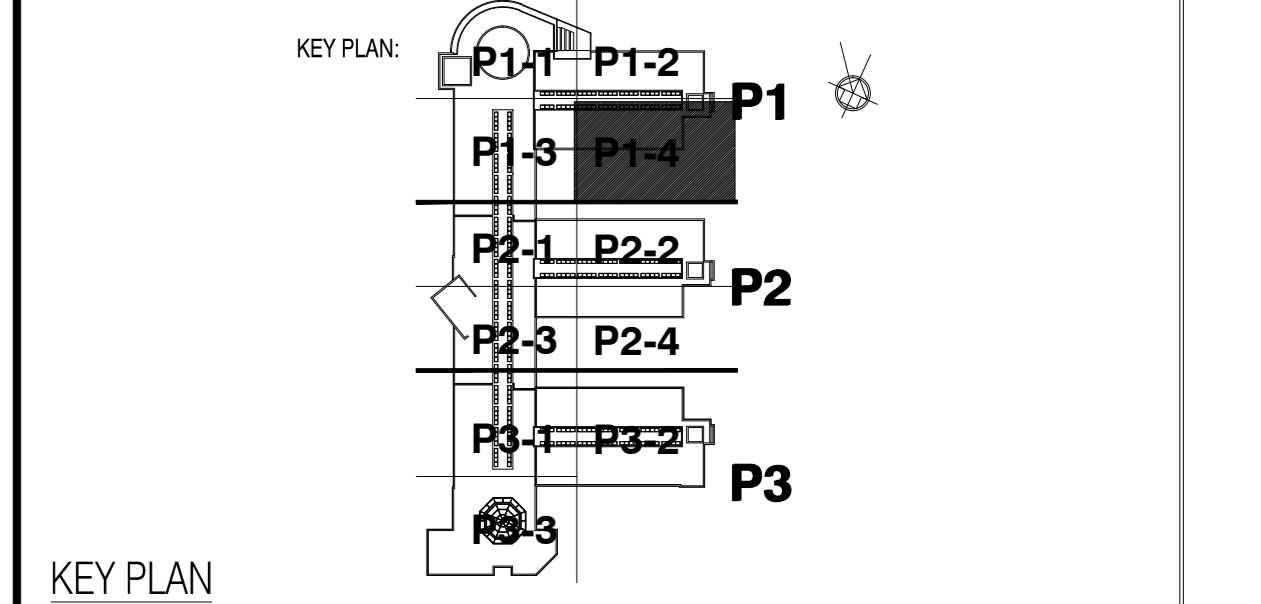 KEY PLAN:
P1-1 P1-2
P1
P1-3 P1-4
P2-1 P2-2
P2
P2-3 P2-4
P3-1 P3-2
P3
P3-3
KEY PLAN